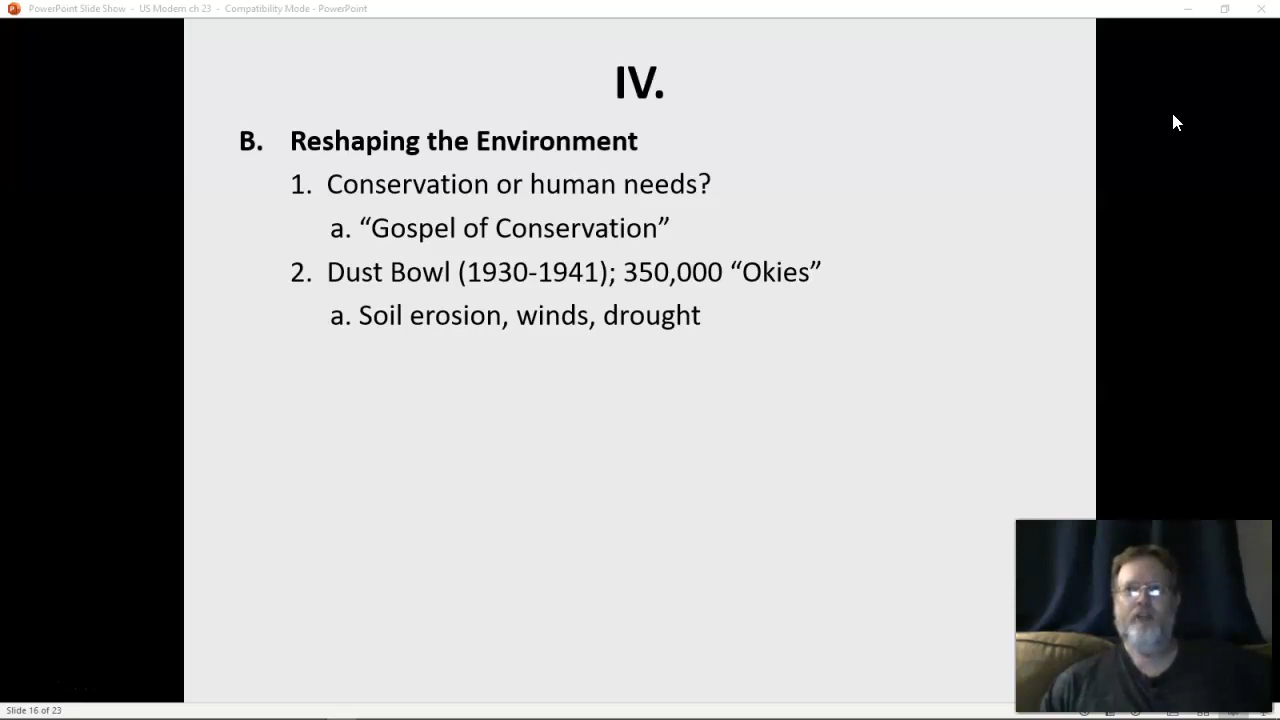 PowerPoint Slide Show - US Modern ch 23 - Compatibility Mode - PowerPoint
IV.
B. Reshaping the Environment
1. Conservation or human needs?
a. “Gospel of Conservation”
2. Dust Bowl (1930-1941); 350,000 “Okies”
a. Soil erosion, winds, drought
Slide 16 of 23